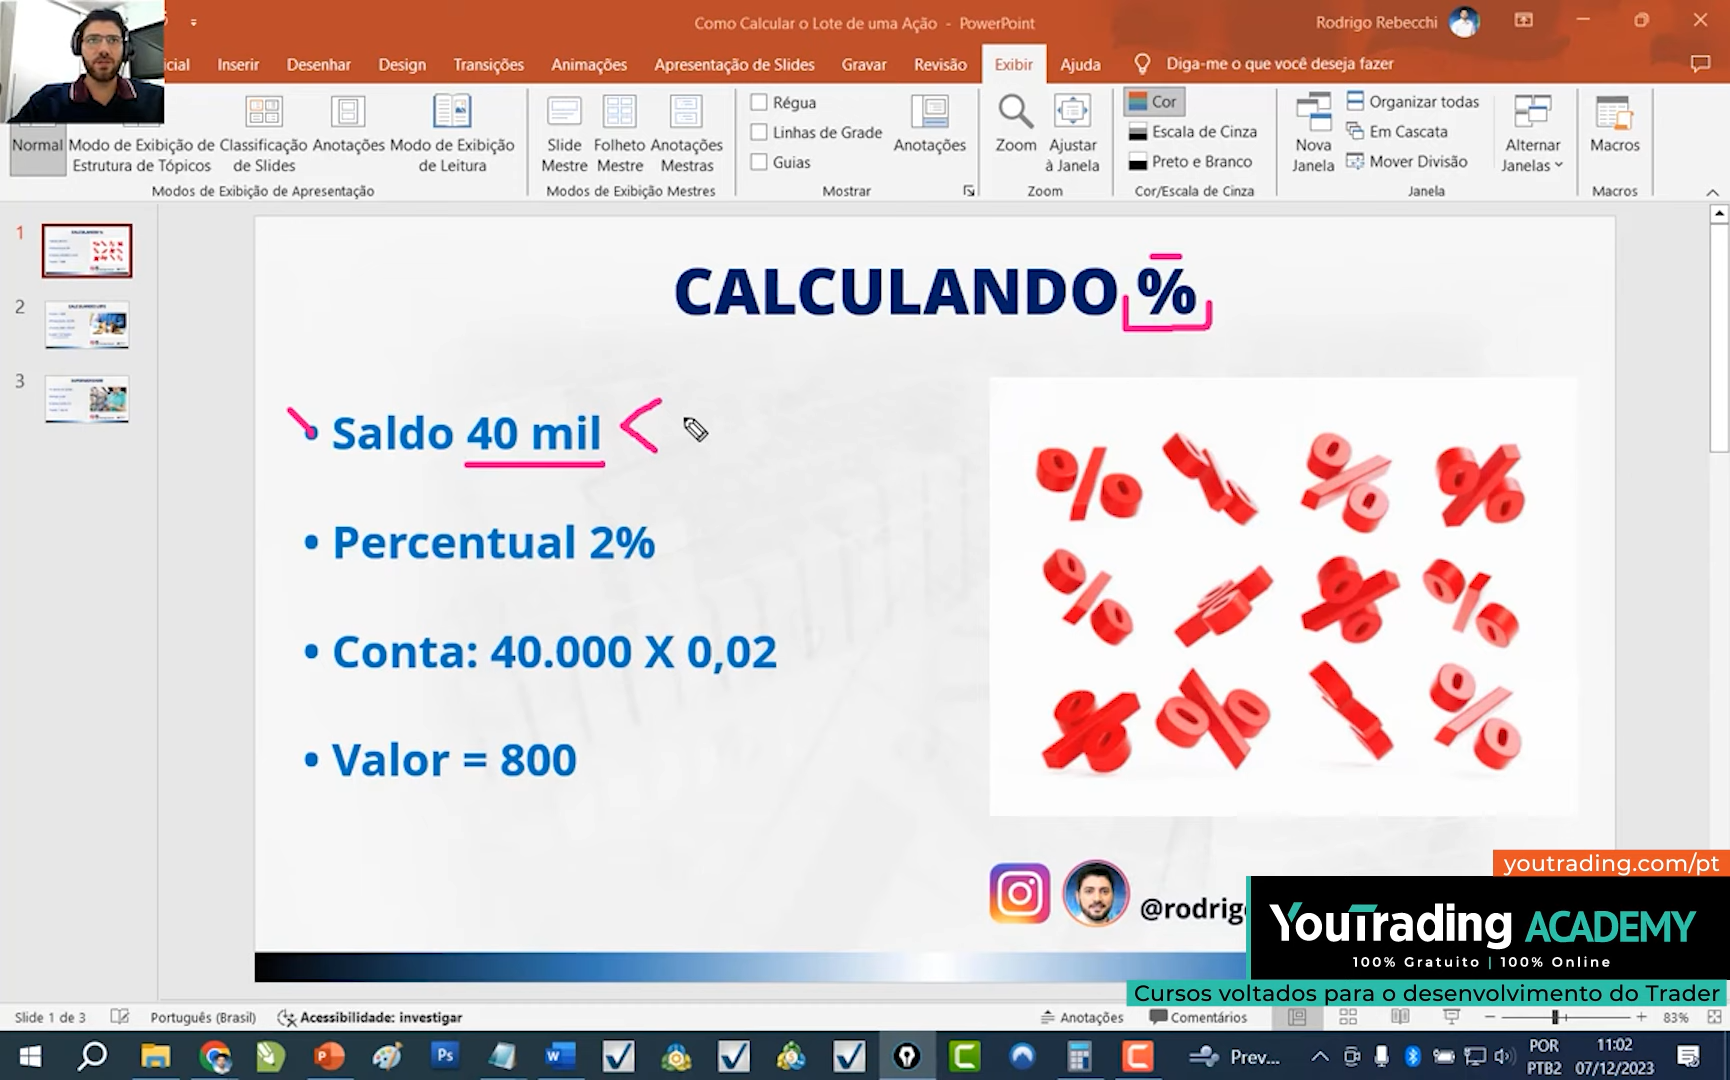 Como Calcular o Lote de uma Ação - PowerPoint
Rodrigo Rebecchi
Inserir
Desenhar
Design
Transições
Animações
Apresentação de Slides
Gravar
Revisão
Exibir
Ajuda
Diga-me o que você deseja fazer
Normal
Modo de Exibição de
Estrutura de Tópicos
Classificação
de Slides
Anotações
Modo de Exibição
de Leitura
Modos de Exibição de Apresentação
Slide
Mestre
Folheto
Mestre
Anotações
Mestras
Modos de Exibição Mestres
Régua
Linhas de Grade
Guias
Anotações
Mostrar
Zoom
Ajustar
à Janela
Zoom
Cor
Escala de Cinza
Preto e Branco
Cor/Escala de Cinza
Nova
Janela
Organizar todas
Em Cascata
Mover Divisão
Alternar
Janelas
Janela
Macros
Macros
1
2
3
CALCULANDO %
• Saldo 40 mil
• Percentual 2%
• Conta: 40.000 X 0,02
• Valor = 800
youtrading.com/pt
YouTrading ACADEMY
100% Gratuito | 100% Online
Cursos voltados para o desenvolvimento do Trader
Slide 1 de 3
Português (Brasil)
Acessibilidade: investigar
Anotações
Comentários
83%
Prev...
POR
PTB2
11:02
07/12/2023